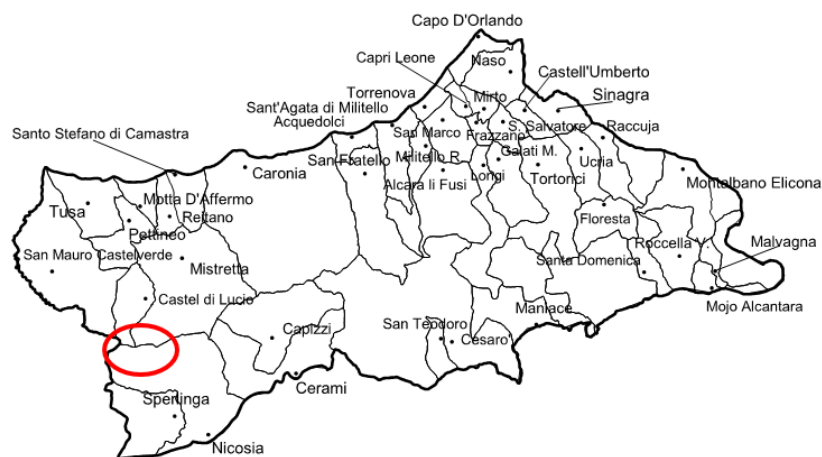 Capo D'Orlando
Capri Leone
Naso
Castell'Umberto
Torrenova
Mirto
Sinagra
Sant'Agata di Militello
Acquedolci
San Marco
Frazzano
S. Salvatore
Raccuja
Santo Stefano di Camastra
San Fratello
Militello R.
Galati M.
Ucria
Caronia
Alcara li Fusi
Longi
Tortorici
Montalbano Elicona
Tusa
Motta D'Affermo
Reitano
Pettineo
Floresta
San Mauro Castelverde
Mistretta
Santa Domenica
Roccella V.
Malvagna
Castel di Lucio
Mojo Alcantara
Maniace
San Teodoro
Capizzi
Cesaro'
Cerami
Sperlinga
Nicosia